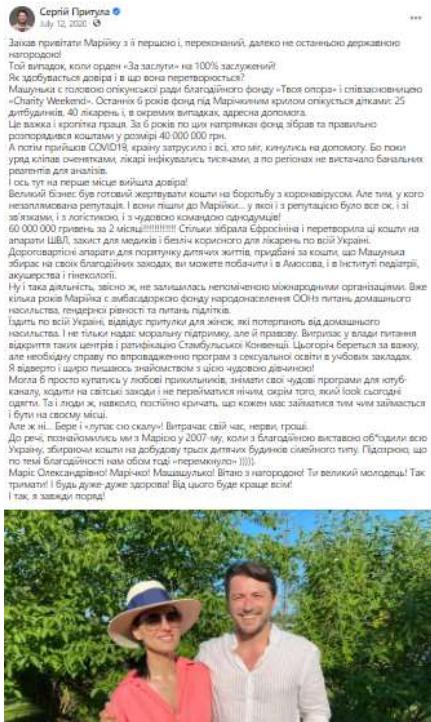 Сергій Притула
July 12, 2020
Заїхав привітати Марійку з її першою і, переконаний, далеко не останньою державною
нагородою!
Той випадок, коли орден «За заслуги» на 100% заслужений!
Як здобувається довіра і в що вона перетворюється?
Машунька є головою опікунської ради благодійного фонду «Твоя опора» і співзасновницею
«Charity Weekend». Останніх 6 років фонд під Марічкиним крилом опікується дітками: 25
дитбудинків, 40 лікарень і, в окремих випадках, адресна допомога.
Це важка і кропітка праця. За 6 років по цих напрямках фонд зібрав та правильно
розпорядився коштами у розмірі 40 000 000 грн.
А потім прийшов COVID19, країну затрусило і всі, хто міг, кинулись на допомогу. Бо поки
уряд кліпав оченятками, лікарі інфікувались тисячами, а по регіонах не вистачало банальних
реагентів для аналізів.
І ось тут на перше місце вийшла довіра!
Великий бізнес був готовий жертвувати кошти на боротьбу з коронавірусом. Але тим, у кого
незаплямована репутація. І вони пішли до Марійки... у якої і з репутацією було все ок, і зі
зв'язками, і з логістикою, і з чудовою командою однодумців!
60 000 000 гривень за 2 місяці!!!!!!!!!!!!! Стільки зібрала Єфросініна і перетворила ці кошти на
апарати ШВЛ, захист для медиків і безліч корисного для лікарень по всій Україні.
Дороговартісні апарати для порятунку дитячих життів, придбані за кошти, що Машунька
збирає на своїх благодійних заходах, ви можете побачити і в Амосова, і в Інституті педіатрії,
акушерства і гінекології.
Ну і така діяльність, звісно ж, не залишилась непоміченою міжнародними організаціями. Вже
кілька років Марійка є амбасадоркою фонду народонаселення ООНз питань домашнього
насильства, гендерної рівності та питань підлітків.
Їздить по всій Україні, відвідує притулки для жінок, які потерпають від домашнього
насильства. І не тільки надає моральну підтримку, але й правову. Вигризає у влади питання
відкриття таких центрів і ратифікацію Стамбульської Конвенції. Цьогоріч береться за важку,
але необхідну справу по впровадженню програм з сексуальної освіти в учбових закладах.
Я відверто і щиро пишаюсь знайомством з цією чудовою дівчиною!
Могла б просто купатись у любові прихильників, знімати свої чудові програми для ютуб-
каналу, ходити на світські заходи і не перейматися нічим, окрім того, який look сьогодні
одягти. Та і люди ж, навколо, постійно кричать, що кожен має займатися тим чим займається
і бути на своєму місці.
Але ж ні... Бере і «лупає сю скалу»! Витрачає свій час, нерви, гроші.
До речі, познайомились ми з Марією у 2007-му, коли з благодійною виставою об*їздили всю
Україну, збираючи кошти на добудову трьох дитячих будинків сімейного типу. Підозрюю, що
по темі благодійності нам обом тоді «перемкнуло» ))))).
Маріє Олександрівно! Марічко! Машашулько! Вітаю з нагородою! Ти великий молодець! Так
тримати! І будь дуже-дуже здорова! Від цього буде краще всім!
І так, я завжди поряд!